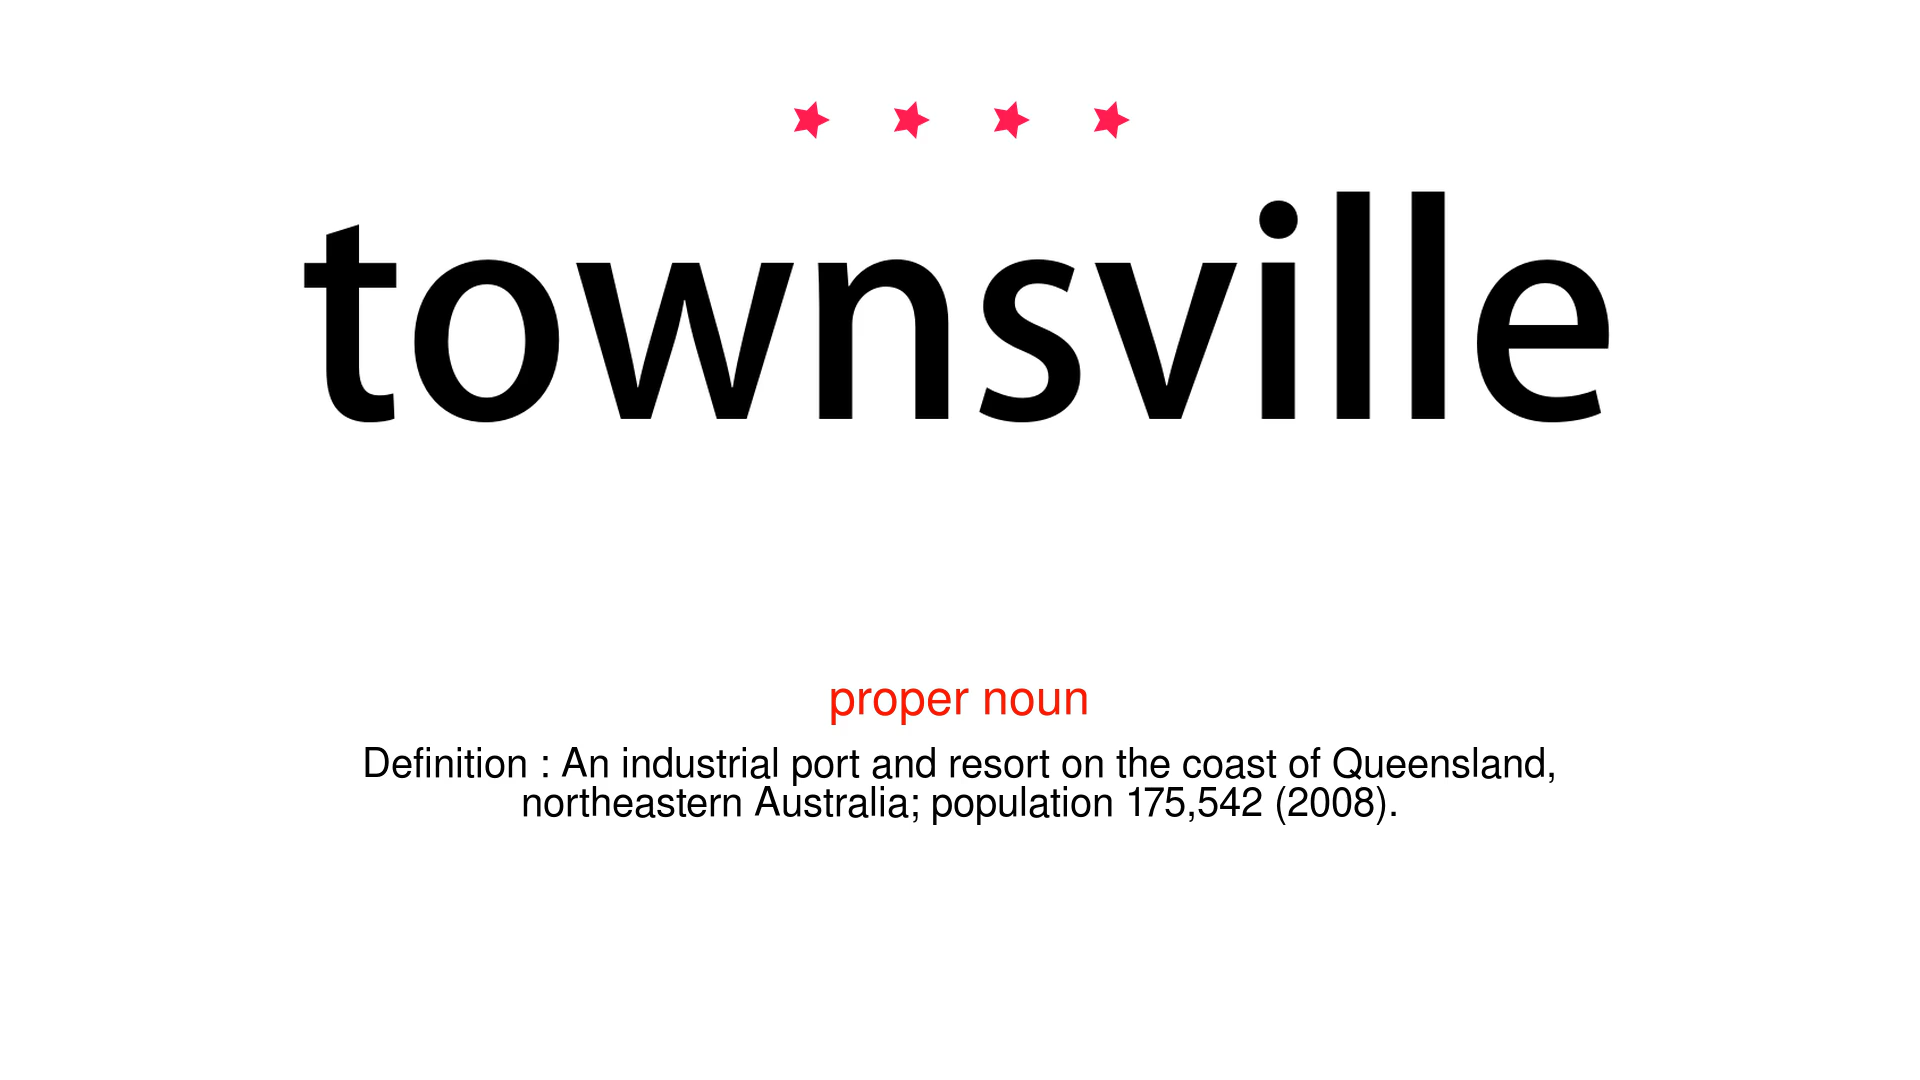 townsville
proper noun
Definition : An industrial port and resort on the coast of Queensland,
northeastern Australia; population 175,542 (2008).